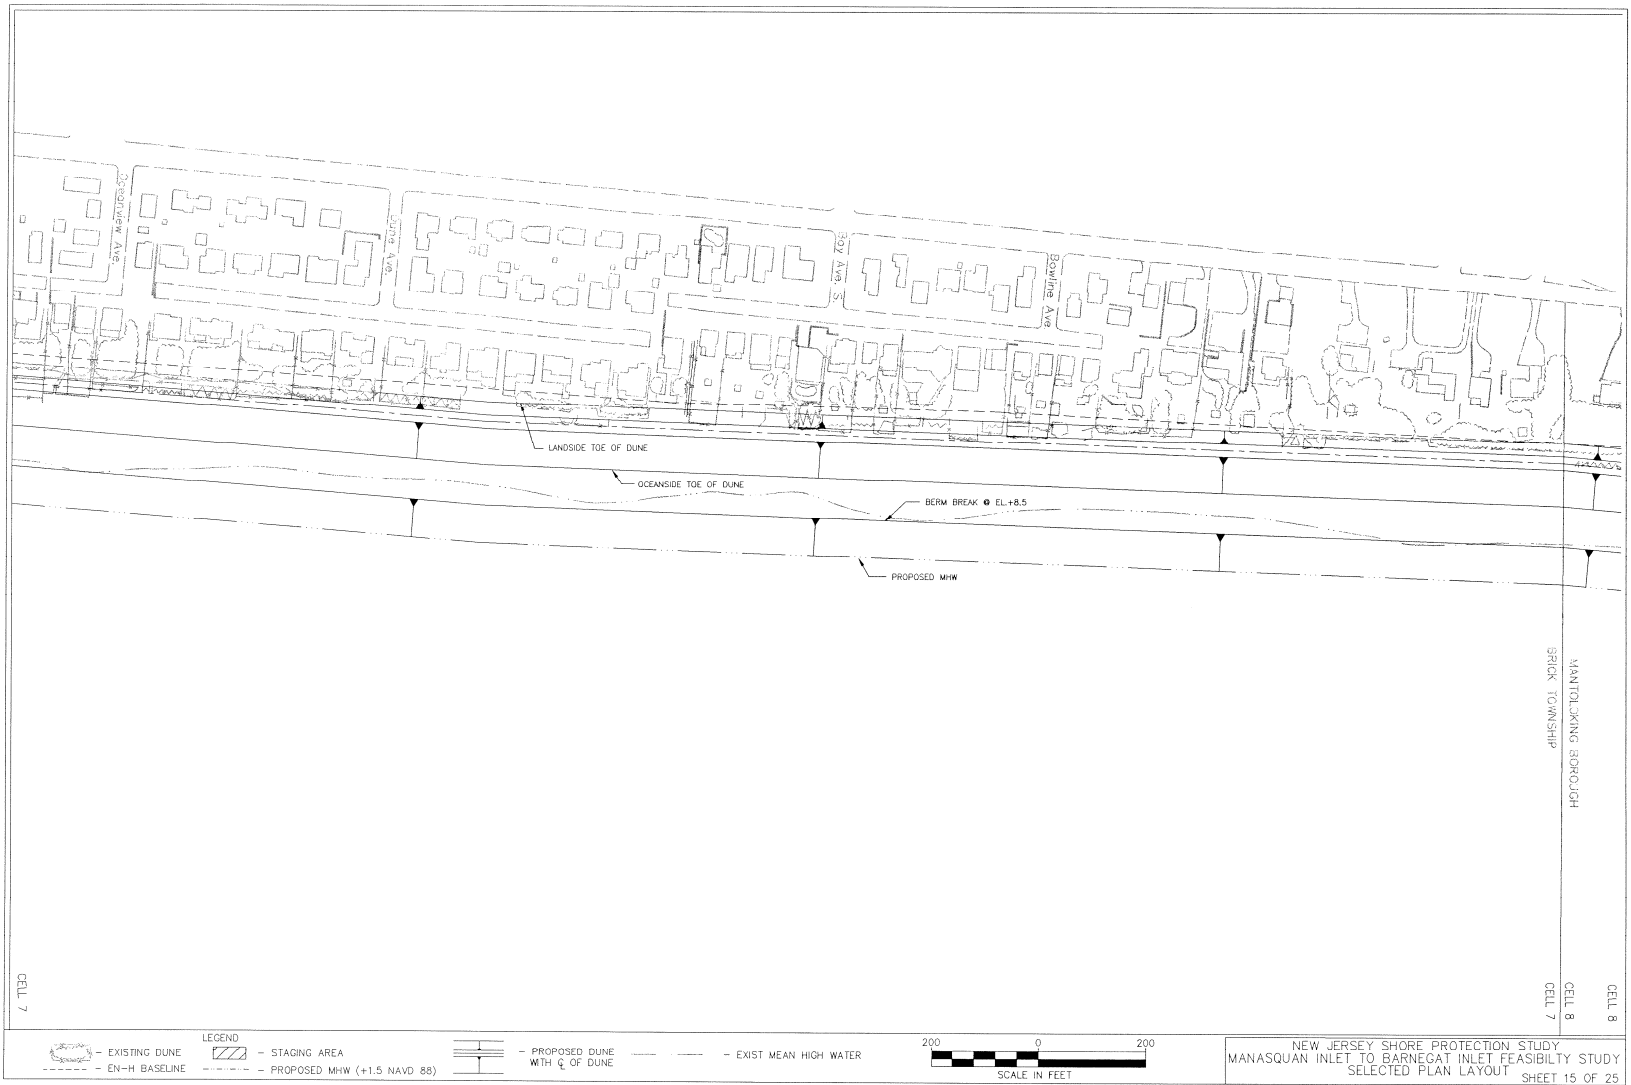 Oceanview Ave.
Dune Ave.
Bay Ave. S
Bowline Ave
LANDSIDE TOE OF DUNE
OCEANSIDE TOE OF DUNE
BERM BREAK @ EL.+8.5
PROPOSED MHW
BRICK TOWNSHIP
MANTOLOKING BOROUGH
CELL 7
CELL 7
CELL 8
CELL 8
LEGEND
- EXISTING DUNE
- STAGING AREA
- EN-H BASELINE
- PROPOSED MHW (+1.5 NAVD 88)
- PROPOSED DUNE
WITH ℄ OF DUNE
- EXIST MEAN HIGH WATER
200 0 200
SCALE IN FEET
NEW JERSEY SHORE PROTECTION STUDY
MANASQUAN INLET TO BARNEGAT INLET FEASIBILTY STUDY
SELECTED PLAN LAYOUT
SHEET 15 OF 25